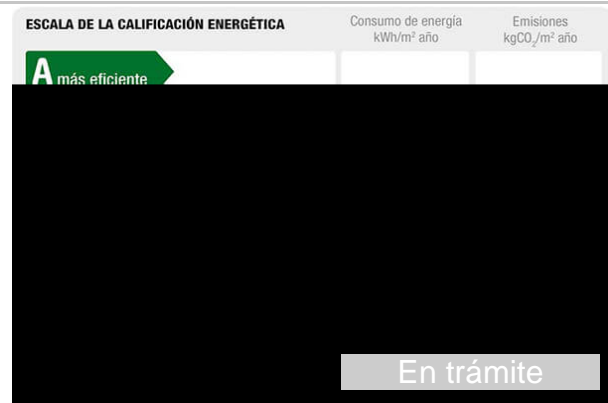 ESCALA DE LA CALIFICACIÓN ENERGÉTICA
Consumo de energía
kWh/m² año
Emisiones
kgCO₂/m² año
A más eficiente
En trámite